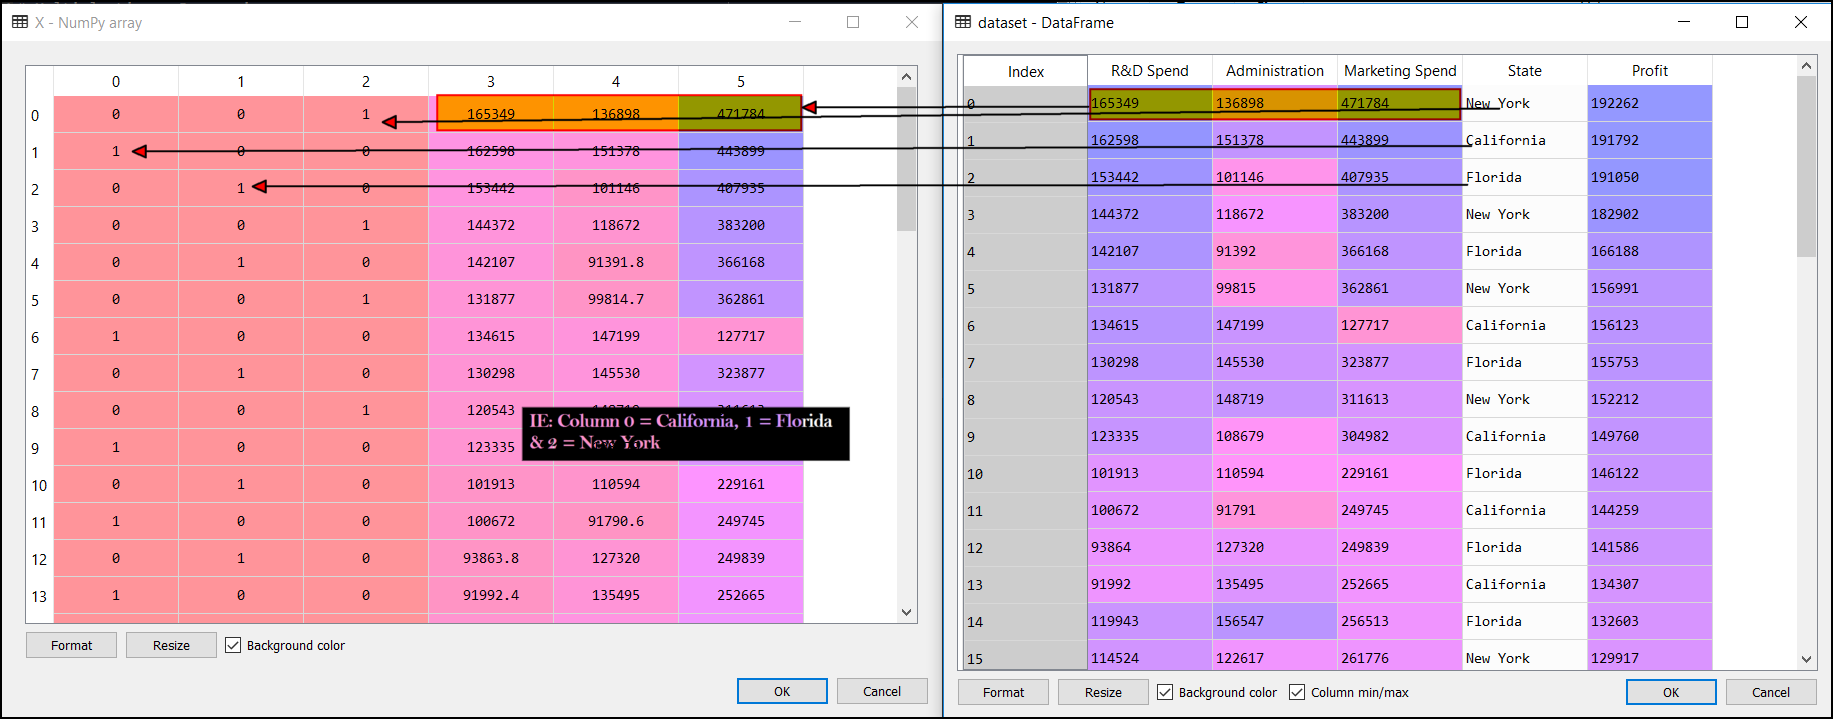 X - NumPy array
0 1 2 3 4 5
0 0 0 1 165349 136898 471784
1 1 0 0 162598 151378 443899
2 0 1 0 153442 101146 407935
3 0 0 1 144372 118672 383200
4 0 1 0 142107 91391.8 366168
5 0 0 1 131877 99814.7 362861
6 1 0 0 134615 147199 127717
7 0 1 0 130298 145530 323877
8 0 0 1 120543
9 1 0 0 123335
IE: Column 0 = California, 1 = Florida
& 2 = New York
10 0 1 0 101913 110594 229161
11 1 0 0 100672 91790.6 249745
12 0 1 0 93863.8 127320 249839
13 1 0 0 91992.4 135495 252665
Format Resize Background color
OK Cancel
dataset - DataFrame
Index R&D Spend Administration Marketing Spend State Profit
0 165349 136898 471784 New York 192262
1 162598 151378 443899 California 191792
2 153442 101146 407935 Florida 191050
3 144372 118672 383200 New York 182902
4 142107 91392 366168 Florida 166188
5 131877 99815 362861 New York 156991
6 134615 147199 127717 California 156123
7 130298 145530 323877 Florida 155753
8 120543 148719 311613 New York 152212
9 123335 108679 304982 California 149760
10 101913 110594 229161 Florida 146122
11 100672 91791 249745 California 144259
12 93864 127320 249839 Florida 141586
13 91992 135495 252665 California 134307
14 119943 156547 256513 Florida 132603
15 114524 122617 261776 New York 129917
Format Resize Background color Column min/max
OK Cancel